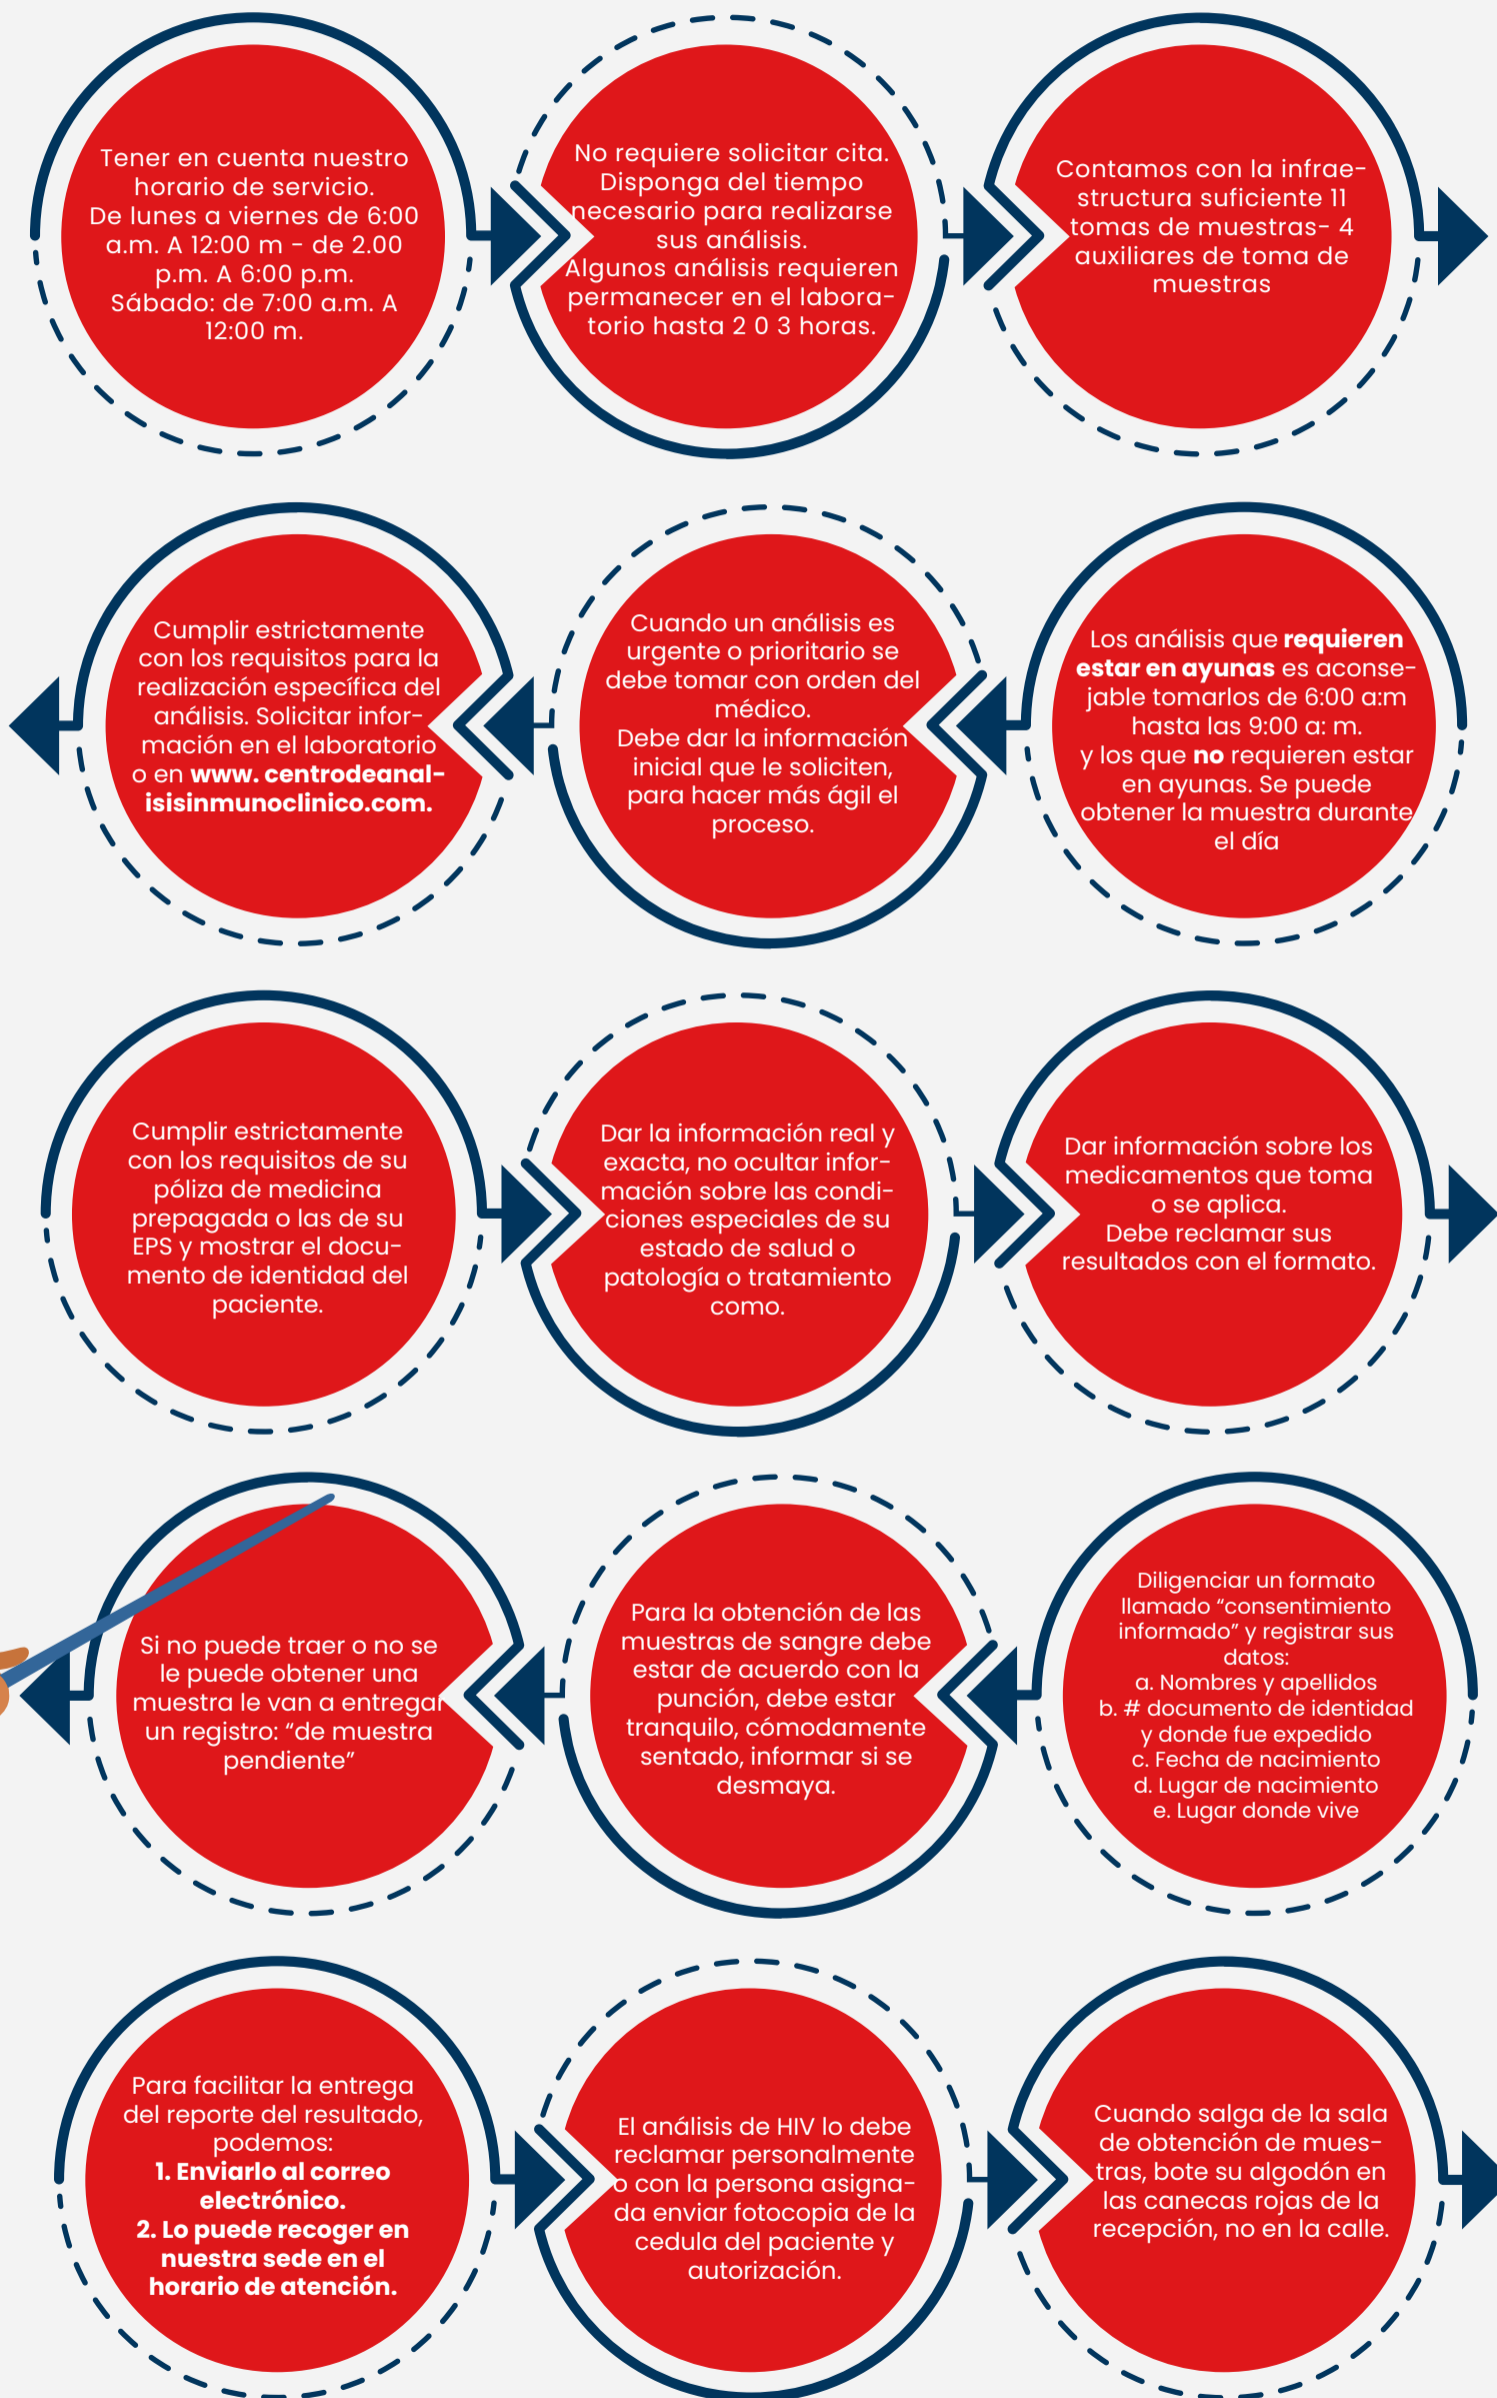 Tener en cuenta nuestro
horario de servicio.
De lunes a viernes de 6:00
a.m. A 12:00 m - de 2.00
p.m. A 6:00 p.m.
Sábado: de 7:00 a.m. A
12:00 m.
No requiere solicitar cita.
Disponga del tiempo
necesario para realizarse
sus análisis.
Algunos análisis requieren
permanecer en el labora-
torio hasta 2 0 3 horas.
Contamos con la infrae-
structura suficiente 11
tomas de muestras- 4
auxiliares de toma de
muestras
Los análisis que requieren
estar en ayunas es aconse-
jable tomarlos de 6:00 a:m
hasta las 9:00 a: m.
y los que no requieren estar
en ayunas. Se puede
obtener la muestra durante
el día
Cuando un análisis es
urgente o prioritario se
debe tomar con orden del
médico.
Debe dar la información
inicial que le soliciten,
para hacer más ágil el
proceso.
Cumplir estrictamente
con los requisitos para la
realización específica del
análisis. Solicitar infor-
mación en el laboratorio
o en www. centrodeanal-
isisinmunoclinico.com.
Cumplir estrictamente
con los requisitos de su
póliza de medicina
prepagada o las de su
EPS y mostrar el docu-
mento de identidad del
paciente.
Dar la información real y
exacta, no ocultar infor-
mación sobre las condi-
ciones especiales de su
estado de salud o
patología o tratamiento
como.
Dar información sobre los
medicamentos que toma
o se aplica.
Debe reclamar sus
resultados con el formato.
Diligenciar un formato
llamado “consentimiento
informado” y registrar sus
datos:
a. Nombres y apellidos
b. # documento de identidad
y donde fue expedido
c. Fecha de nacimiento
d. Lugar de nacimiento
e. Lugar donde vive
Para la obtención de las
muestras de sangre debe
estar de acuerdo con la
punción, debe estar
tranquilo, cómodamente
sentado, informar si se
desmaya.
Si no puede traer o no se
le puede obtener una
muestra le van a entregar
un registro: “de muestra
pendiente”
Para facilitar la entrega
del reporte del resultado,
podemos:
1. Enviarlo al correo
electrónico.
2. Lo puede recoger en
nuestra sede en el
horario de atención.
El análisis de HIV lo debe
reclamar personalmente
o con la persona asigna-
da enviar fotocopia de la
cedula del paciente y
autorización.
Cuando salga de la sala
de obtención de mues-
tras, bote su algodón en
las canecas rojas de la
recepción, no en la calle.